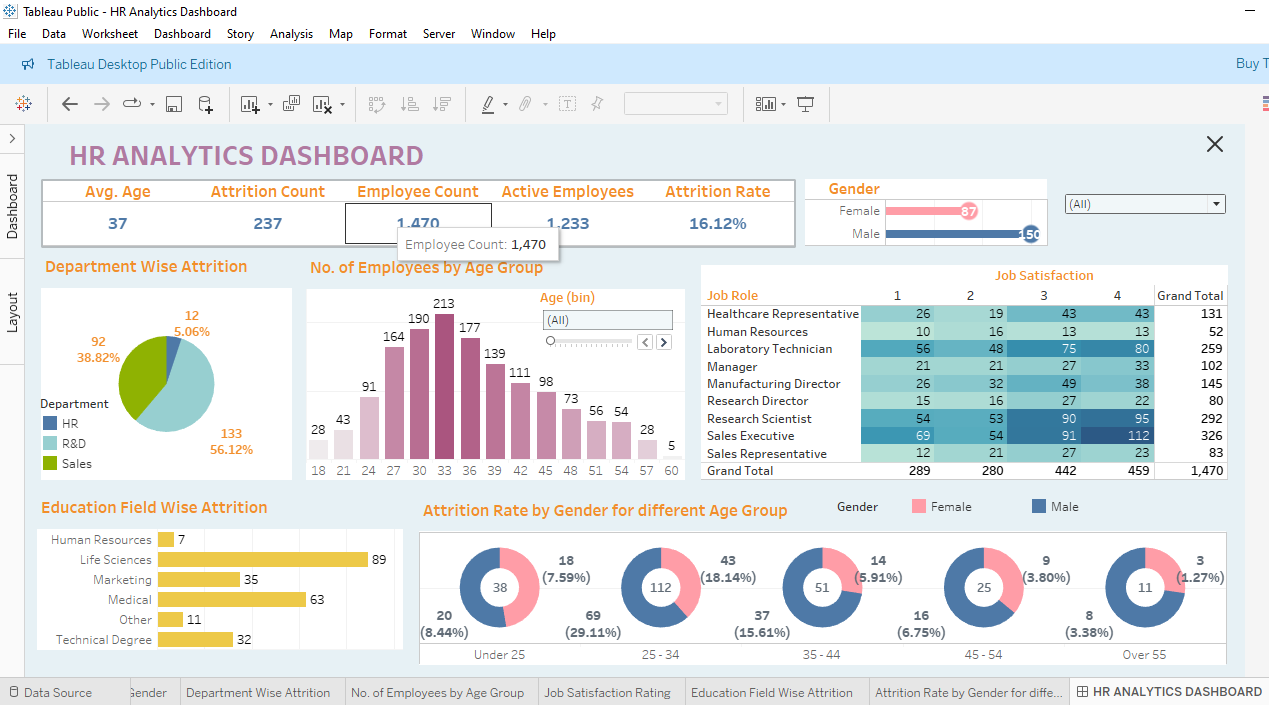 Tableau Public - HR Analytics Dashboard
File Data Worksheet Dashboard Story Analysis Map Format Server Window Help
Tableau Desktop Public Edition
Buy T
Dashboard
Layout
HR ANALYTICS DASHBOARD
Avg. Age Attrition Count Employee Count Active Employees Attrition Rate
37 237 1,470 1,233 16.12%
Employee Count: 1,470
Gender
Female 87
Male 150
(All)
Department Wise Attrition
12
5.06%
92
38.82%
133
56.12%
Department
HR
R&D
Sales
No. of Employees by Age Group
Age (bin)
(All)
28 43 91 164 190 213 177 139 111 98 73 56 54 28 5
18 21 24 27 30 33 36 39 42 45 48 51 54 57 60
Job Satisfaction
Job Role 1 2 3 4 Grand Total
Healthcare Representative 26 19 43 43 131
Human Resources 10 16 13 13 52
Laboratory Technician 56 48 75 80 259
Manager 21 21 27 33 102
Manufacturing Director 26 32 49 38 145
Research Director 15 16 27 22 80
Research Scientist 54 53 90 95 292
Sales Executive 69 54 91 112 326
Sales Representative 12 21 27 23 83
Grand Total 289 280 442 459 1,470
Education Field Wise Attrition
Human Resources 7
Life Sciences 89
Marketing 35
Medical 63
Other 11
Technical Degree 32
Attrition Rate by Gender for different Age Group
Gender Female Male
18 43 14 9 3
(7.59%) (18.14%) (5.91%) (3.80%) (1.27%)
38 112 51 25 11
20 69 37 16 8
(8.44%) (29.11%) (15.61%) (6.75%) (3.38%)
Under 25 25 - 34 35 - 44 45 - 54 Over 55
Data Source Gender Department Wise Attrition No. of Employees by Age Group Job Satisfaction Rating Education Field Wise Attrition Attrition Rate by Gender for diffe... HR ANALYTICS DASHBOARD